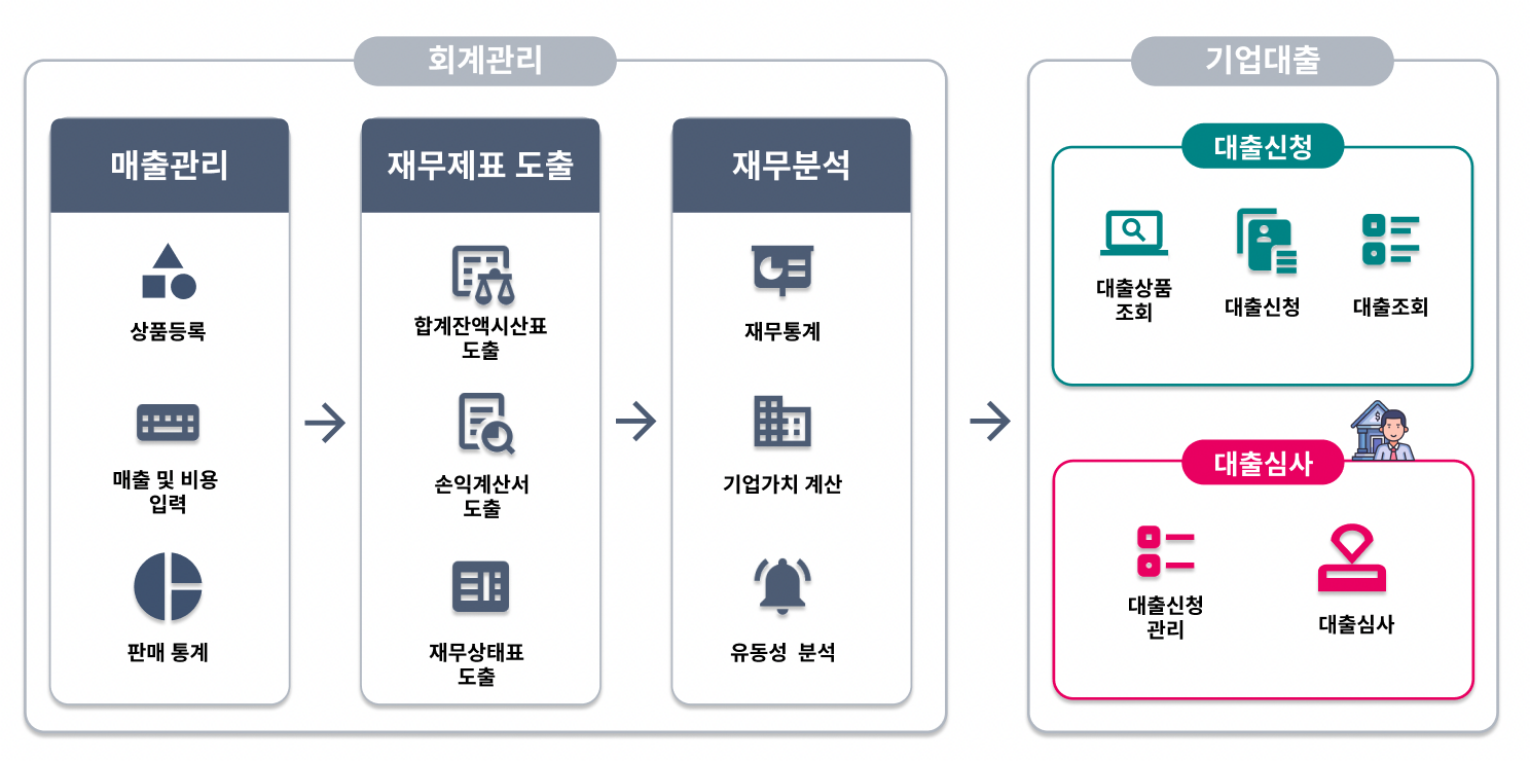 회계관리
매출관리
상품등록
매출 및 비용
입력
판매 통계
재무제표 도출
합계잔액시산표
도출
손익계산서
도출
재무상태표
도출
재무분석
재무통계
기업가치 계산
유동성 분석
기업대출
대출신청
대출상품
조회
대출신청
대출조회
대출심사
대출신청
관리
대출심사